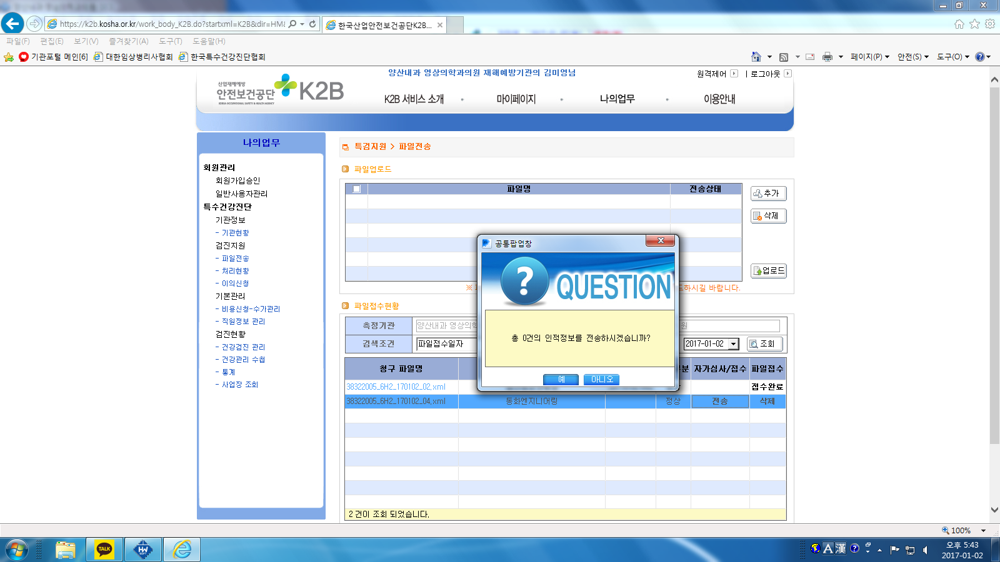 https://k2b.kosha.or.kr/work_body_K2B.do?startxml=K2B&dir=HM&
한국산업안전보건공단K2B...
파일(F) 편집(E) 보기(V) 즐겨찾기(A) 도구(T) 도움말(H)
기관포털 메인[6] 대한임상병리사협회 한국특수건강진단협회
페이지(P) 안전(S) 도구(O)
양산내과 영상의학과의원 재해예방기관의 김미영님
원격제어 | 로그아웃
산업재해예방
안전보건공단
KOREA OCCUPATIONAL SAFETY & HEALTH AGENCY
K2B
K2B 서비스 소개 마이페이지 나의업무 이용안내
나의업무
회원관리
회원가입승인
일반사용자관리
특수건강진단
기관정보
- 기관현황
검진지원
- 파일전송
- 처리현황
- 이의신청
기본관리
- 비용신청-수가관리
- 직원정보 관리
검진현황
- 건강검진 관리
- 건강관리 수첩
- 통계
- 사업장 조회
특검지원 > 파일전송
파일업로드
파일명 전송상태
추가
삭제
업로드
※
하시길 바랍니다.
파일접수현황
측정기관 양산내과 영상의학
원
검색조건 파일접수일자
2017-01-02 조회
청구 파일명
분 자가심사/접수 파일접수
38322005_6H2_170102_02.xml
접수완료
38322005_6H2_170102_04.xml 동화엔지니어링 정상 전송 삭제
2 건이 조회 되었습니다.
공통팝업창
?
QUESTION
총 0건의 인적정보를 전송하시겠습니까?
예 아니오
100%
TALK
HW
SOFT
A 漢
오후 5:43
2017-01-02